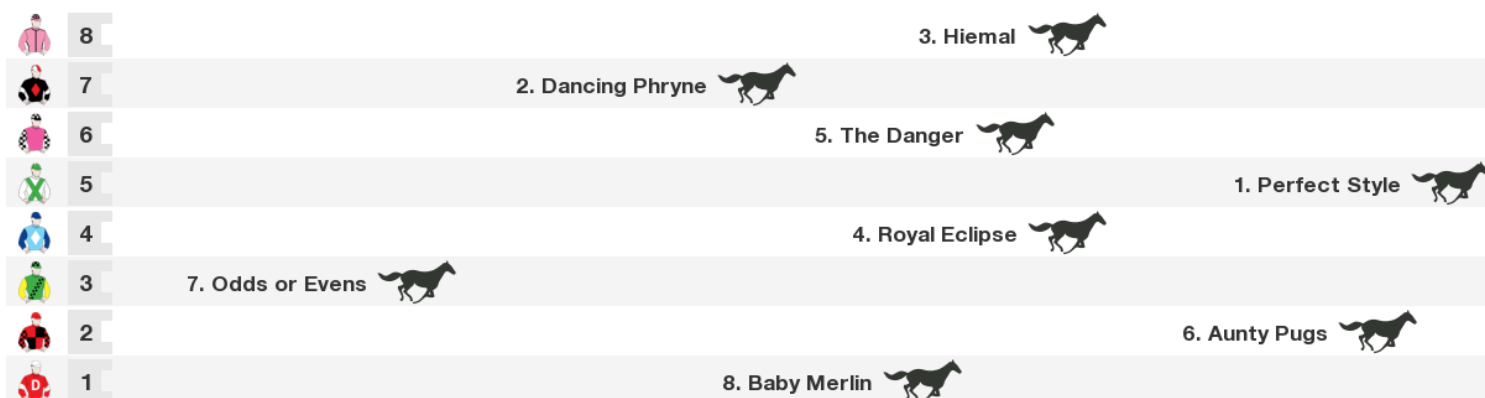 8 3. Hiemal
7 2. Dancing Phryne
6 5. The Danger
5 1. Perfect Style
4 4. Royal Eclipse
3 7. Odds or Evens
2 6. Aunty Pugs
D 1 8. Baby Merlin